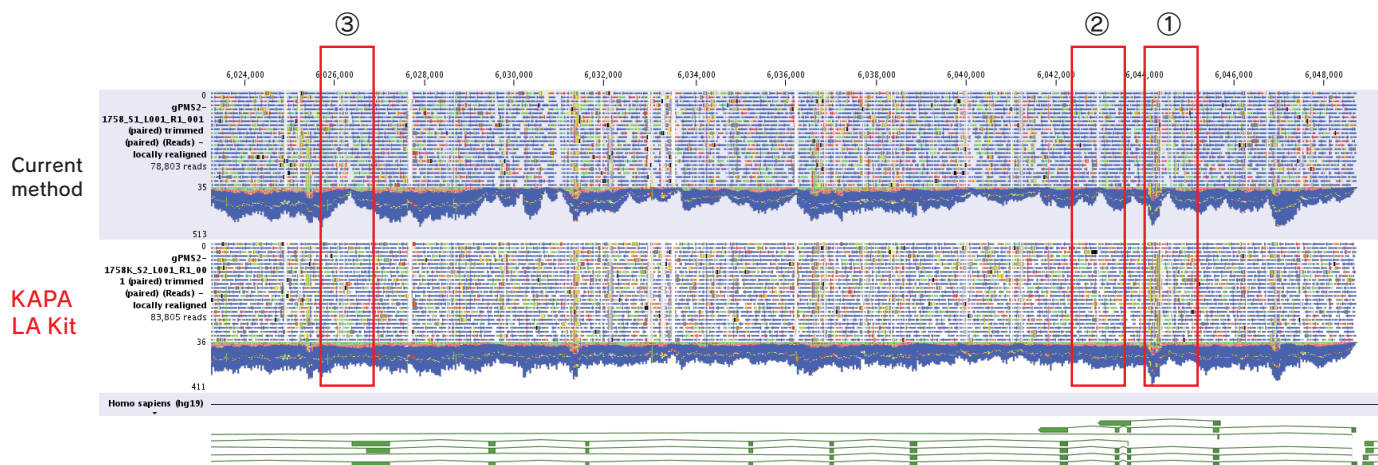 ③
②
①
6,024,000 6,026,000 6,028,000 6,030,000 6,032,000 6,034,000 6,036,000 6,038,000 6,040,000 6,042,000 6,044,000 6,046,000 6,048,000
Current
method
0
gPMS2-
1758_S1_L001_R1_001
(paired) trimmed
(paired) (Reads) –
locally realigned
78,803 reads
35
513
KAPA
LA Kit
0
gPMS2-
1758K_S2_L001_R1_00
1 (paired) trimmed
(paired) (Reads) –
locally realigned
83,805 reads
36
411
Homo sapiens (hg19)